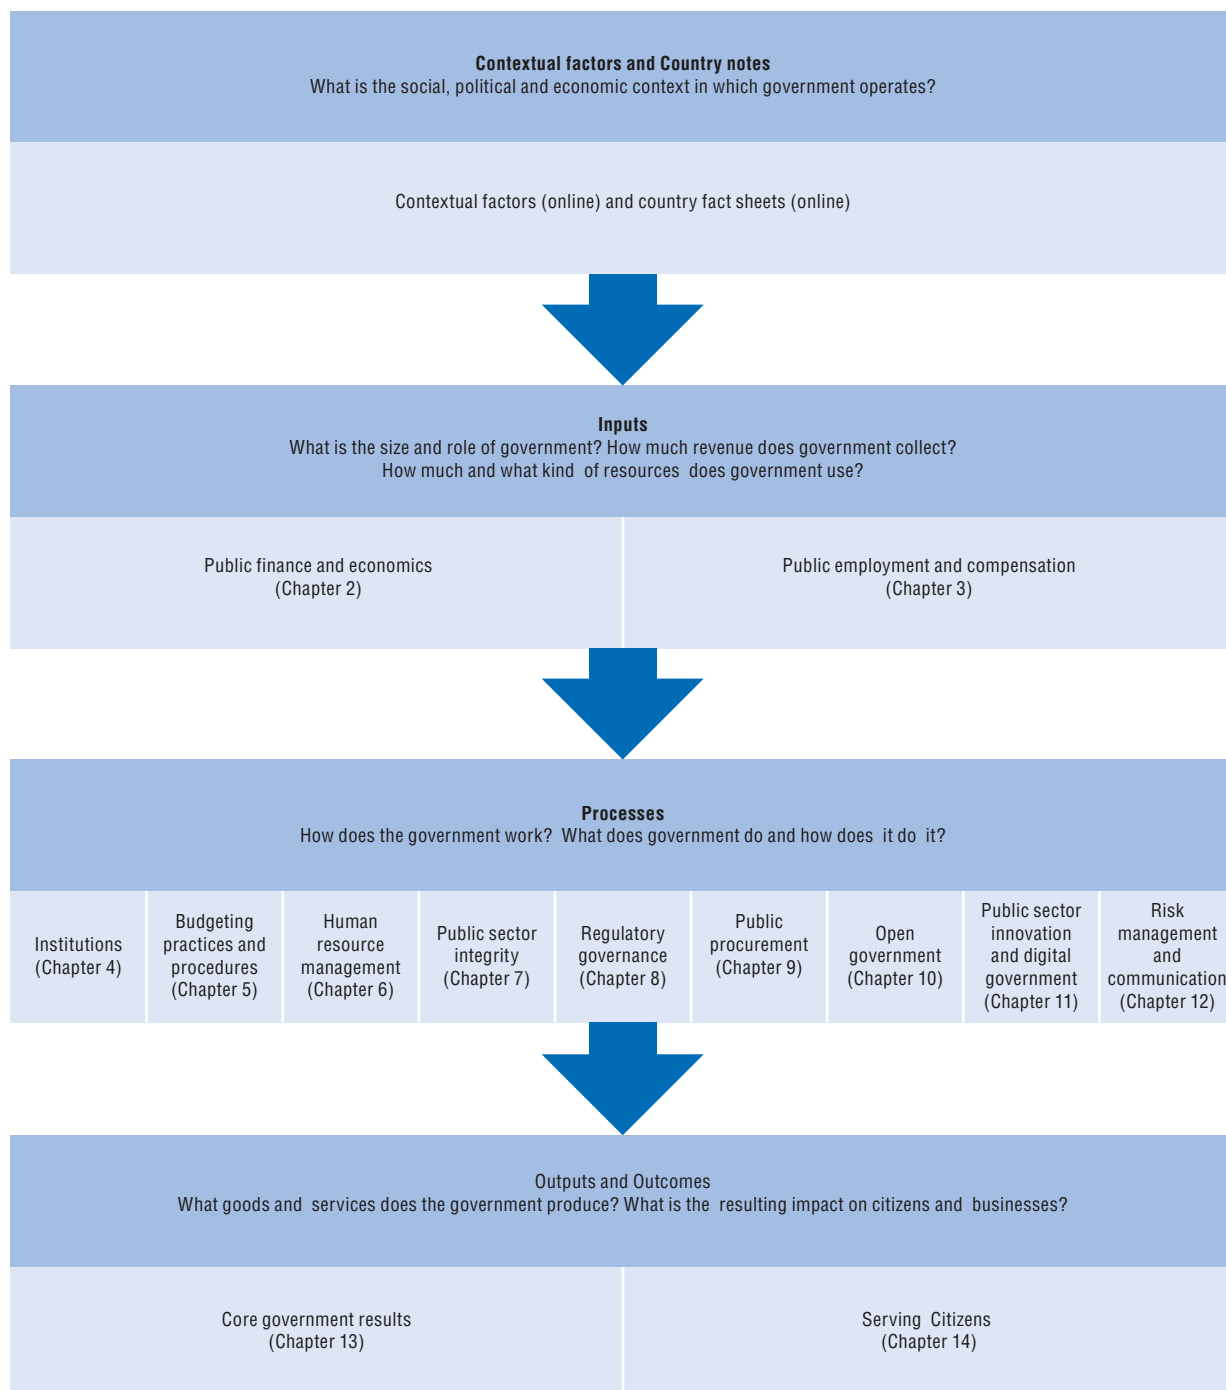 Contextual factors and Country notes
What is the social, political and economic context in which government operates?
Contextual factors (online) and country fact sheets (online)
Inputs
What is the size and role of government? How much revenue does government collect?
How much and what kind of resources does government use?
Public finance and economics
(Chapter 2)
Public employment and compensation
(Chapter 3)
Processes
How does the government work? What does government do and how does it do it?
Institutions
(Chapter 4)
Budgeting
practices and
procedures
(Chapter 5)
Human
resource
management
(Chapter 6)
Public sector
integrity
(Chapter 7)
Regulatory
governance
(Chapter 8)
Public
procurement
(Chapter 9)
Open
government
(Chapter 10)
Public sector
innovation
and digital
government
(Chapter 11)
Risk
management
and
communication
(Chapter 12)
Outputs and Outcomes
What goods and services does the government produce? What is the resulting impact on citizens and businesses?
Core government results
(Chapter 13)
Serving Citizens
(Chapter 14)